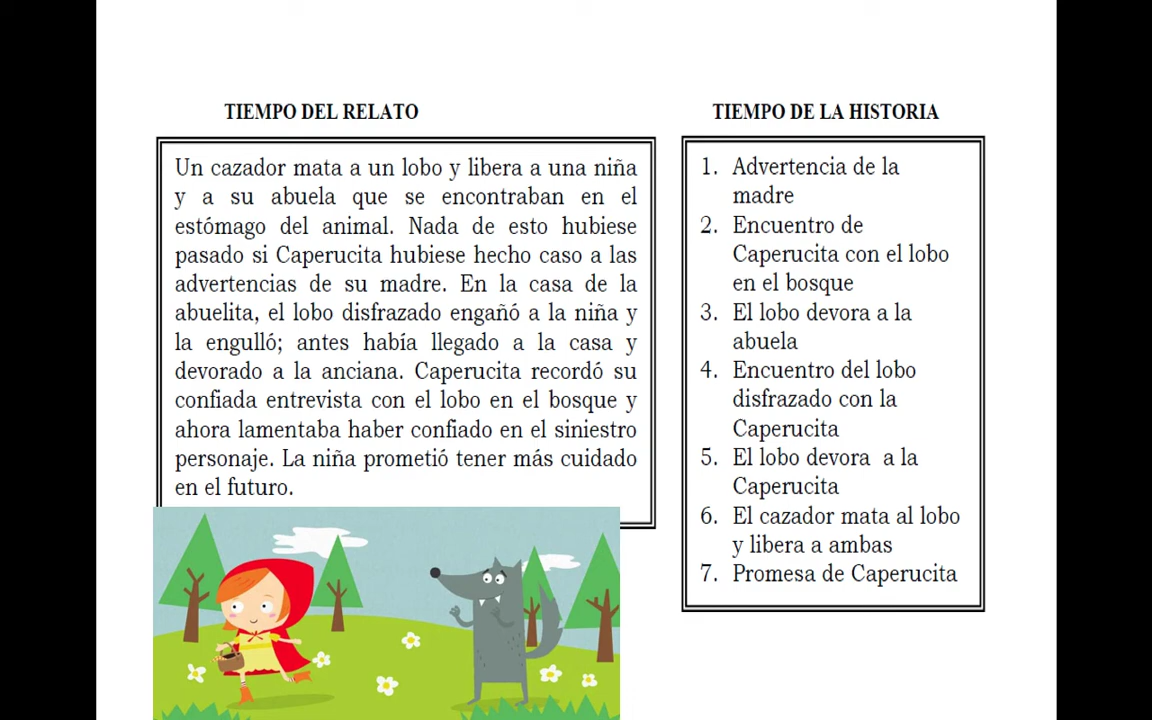 TIEMPO DEL RELATO
Un cazador mata a un lobo y libera a una niña
y a su abuela que se encontraban en el
estómago del animal. Nada de esto hubiese
pasado si Caperucita hubiese hecho caso a las
advertencias de su madre. En la casa de la
abuelita, el lobo disfrazado engañó a la niña y
la engulló; antes había llegado a la casa y
devorado a la anciana. Caperucita recordó su
confiada entrevista con el lobo en el bosque y
ahora lamentaba haber confiado en el siniestro
personaje. La niña prometió tener más cuidado
en el futuro.
TIEMPO DE LA HISTORIA
1. Advertencia de la
madre
2. Encuentro de
Caperucita con el lobo
en el bosque
3. El lobo devora a la
abuela
4. Encuentro del lobo
disfrazado con la
Caperucita
5. El lobo devora a la
Caperucita
6. El cazador mata al lobo
y libera a ambas
7. Promesa de Caperucita